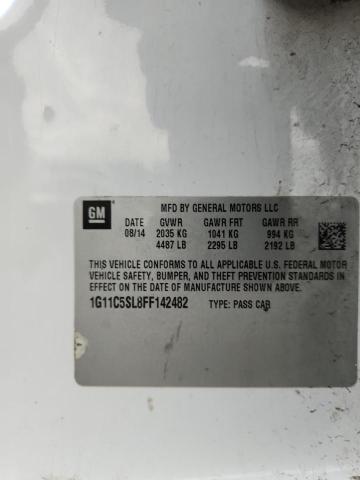 MFD BY GENERAL MOTORS LLC
GM
DATE GVWR GAWR FRT GAWR RR
08/14 2035 KG 1041 KG 994 KG
4487 LB 2295 LB 2192 LB
THIS VEHICLE CONFORMS TO ALL APPLICABLE U.S. FEDERAL MOTOR
VEHICLE SAFETY, BUMPER, AND THEFT PREVENTION STANDARDS IN
EFFECT ON THE DATE OF MANUFACTURE SHOWN ABOVE.
1G11C5SL8FF142482 TYPE: PASS CAR